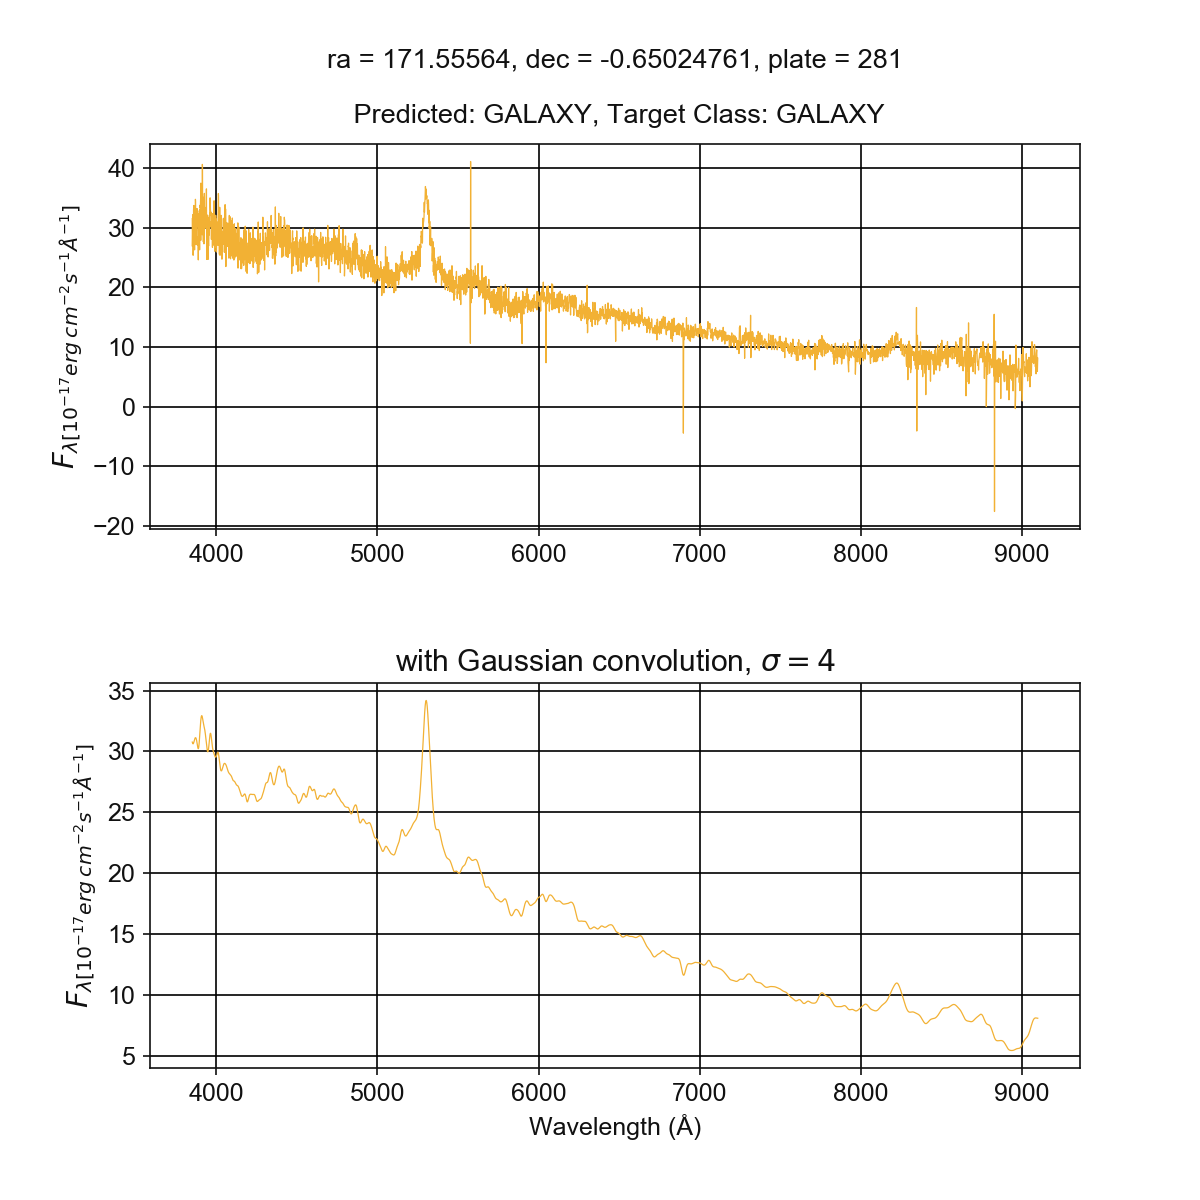 ra = 171.55564, dec = -0.65024761, plate = 281
Predicted: GALAXY, Target Class: GALAXY
40
30
20
10
0
−10
−20
F_λ[10^−17 erg cm^−2 s^−1 Å^−1]
4000 5000 6000 7000 8000 9000
with Gaussian convolution, σ = 4
35
30
25
20
15
10
5
F_λ[10^−17 erg cm^−2 s^−1 Å^−1]
4000 5000 6000 7000 8000 9000
Wavelength (Å)